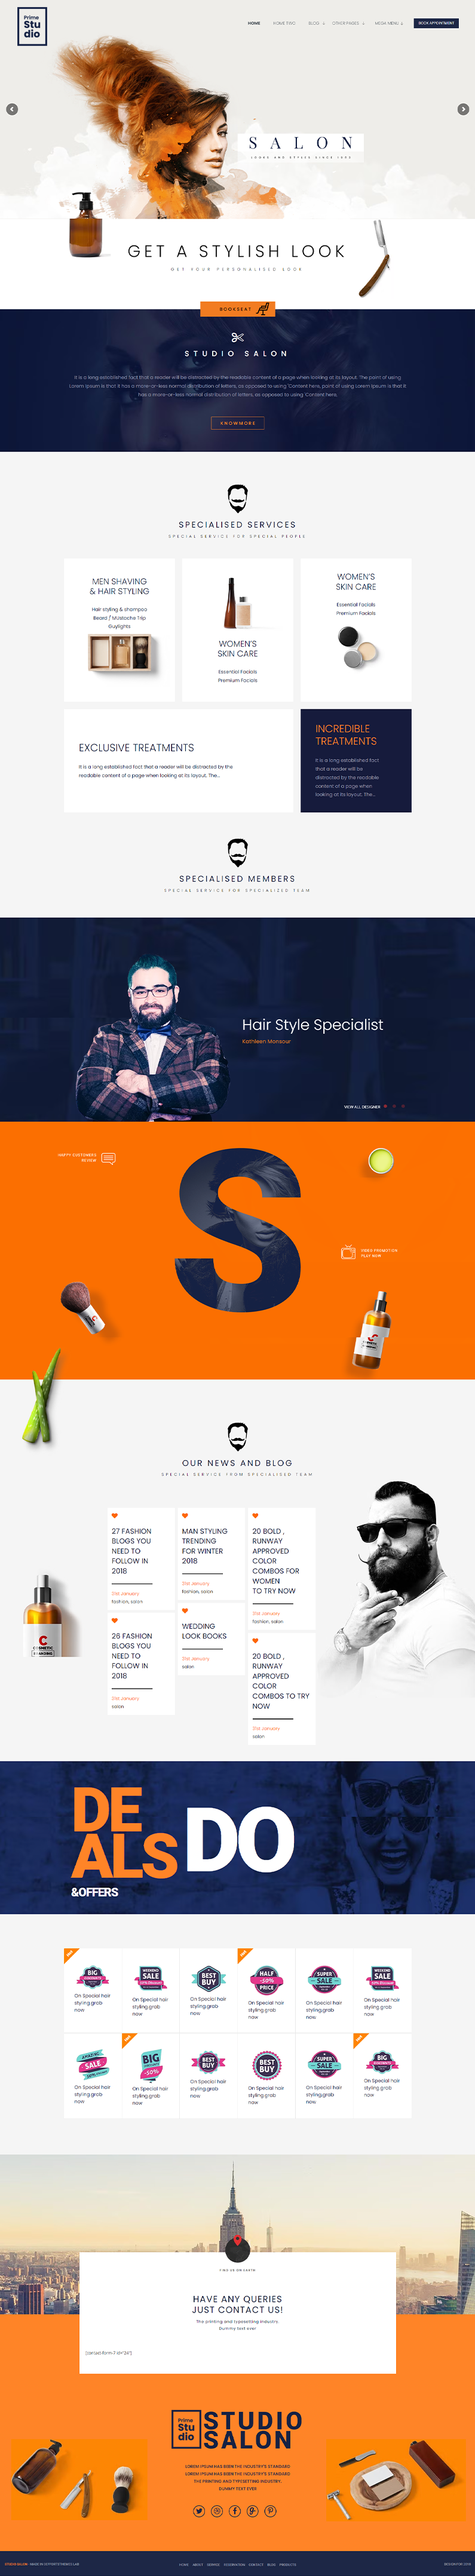 Prime
Stu
dio
HOME
HOME TWO
BLOG
OTHER PAGES
MEGA MENU
BOOK APPOINTMENT
SALON
LOOKS AND STYLES SINCE 1990
GET A STYLISH LOOK
GET YOUR PERSONALISED LOOK
BOOKSEAT
STUDIO SALON
It is a long established fact that a reader will be distracted by the readable content of a page when looking at its layout. The point of using
Lorem Ipsum is that it has a more-or-less normal distribution of letters, as opposed to using 'Content here, point of using Lorem Ipsum is that it
has a more-or-less normal distribution of letters, as opposed to using 'Content here.
KNOWMORE
SPECIALISED SERVICES
SPECIAL SERVICE FOR SPECIAL PEOPLE
MEN SHAVING
& HAIR STYLING
Hair styling & shampoo
Beard / Mustache Trip
Guylights
WOMEN'S
SKIN CARE
Essential Facials
Premium Facials
WOMEN'S
SKIN CARE
Essential Facials
Premium Facials
EXCLUSIVE TREATMENTS
It is a long established fact that a reader will be distracted by the
readable content of a page when looking at its layout. The...
INCREDIBLE
TREATMENTS
It is a long established fact
that a reader will be
distracted by the readable
content of a page when
looking at its layout. The...
SPECIALISED MEMBERS
SPECIAL SERVICE FOR SPECIALIZED TEAM
Hair Style Specialist
Kathleen Monsour
VIEW ALL DESIGNER
HAPPY CUSTOMERS
REVIEW
S
VIDEO PROMOTION
PLAY NOW
COSMETIC
OUR NEWS AND BLOG
SPECIAL SERVICE FROM SPECIALISED TEAM
27 FASHION
BLOGS YOU
NEED TO
FOLLOW IN
2018
21st January
fashion, salon
26 FASHION
BLOGS YOU
NEED TO
FOLLOW IN
2018
21st January
salon
MAN STYLING
TRENDING
FOR WINTER
2018
21st January
fashion, salon
WEDDING
LOOK BOOKS
21st January
salon
20 BOLD ,
RUNWAY
APPROVED
COLOR
COMBOS FOR
WOMEN
TO TRY NOW
21st January
fashion, salon
20 BOLD ,
RUNWAY
APPROVED
COLOR
COMBOS TO TRY
NOW
21st January
salon
COSMETIC
BRANDING
DE
ALS
DO
&OFFERS
BIG
On Special hair
styling,grab
now
WEEKEND
SALE
On Special hair
styling,grab
now
BEST
BUY
On Special hair
styling,grab
now
HALF
-50%
PRICE
On Special hair
styling,grab
now
SUPER
SALE
On Special hair
styling,grab
now
WEEKEND
SALE
On Special hair
styling,grab
now
AMAZING
SALE
On Special hair
styling,grab
now
BIG
-50%
On Special hair
styling,grab
now
BEST
BUY
On Special hair
styling,grab
now
BEST
BUY
On Special hair
styling,grab
now
SUPER
SALE
On Special hair
styling,grab
now
BIG
On Special hair
styling,grab
now
FIND US ON EARTH
HAVE ANY QUERIES
JUST CONTACT US!
The printing and typesetting industry.
Dummy text ever
Prime
Stu
dio
STUDIO
SALON
LOREM IPSUM HAS BEEN THE INDUSTRY'S STANDARD
LOREM IPSUM HAS BEEN THE INDUSTRY'S STANDARD
THE PRINTING AND TYPESETTING INDUSTRY.
DUMMY TEXT EVER
STUDIO SALON
HOME
ABOUT
SERVICE
CONTACT
BLOG
PRODUCTS